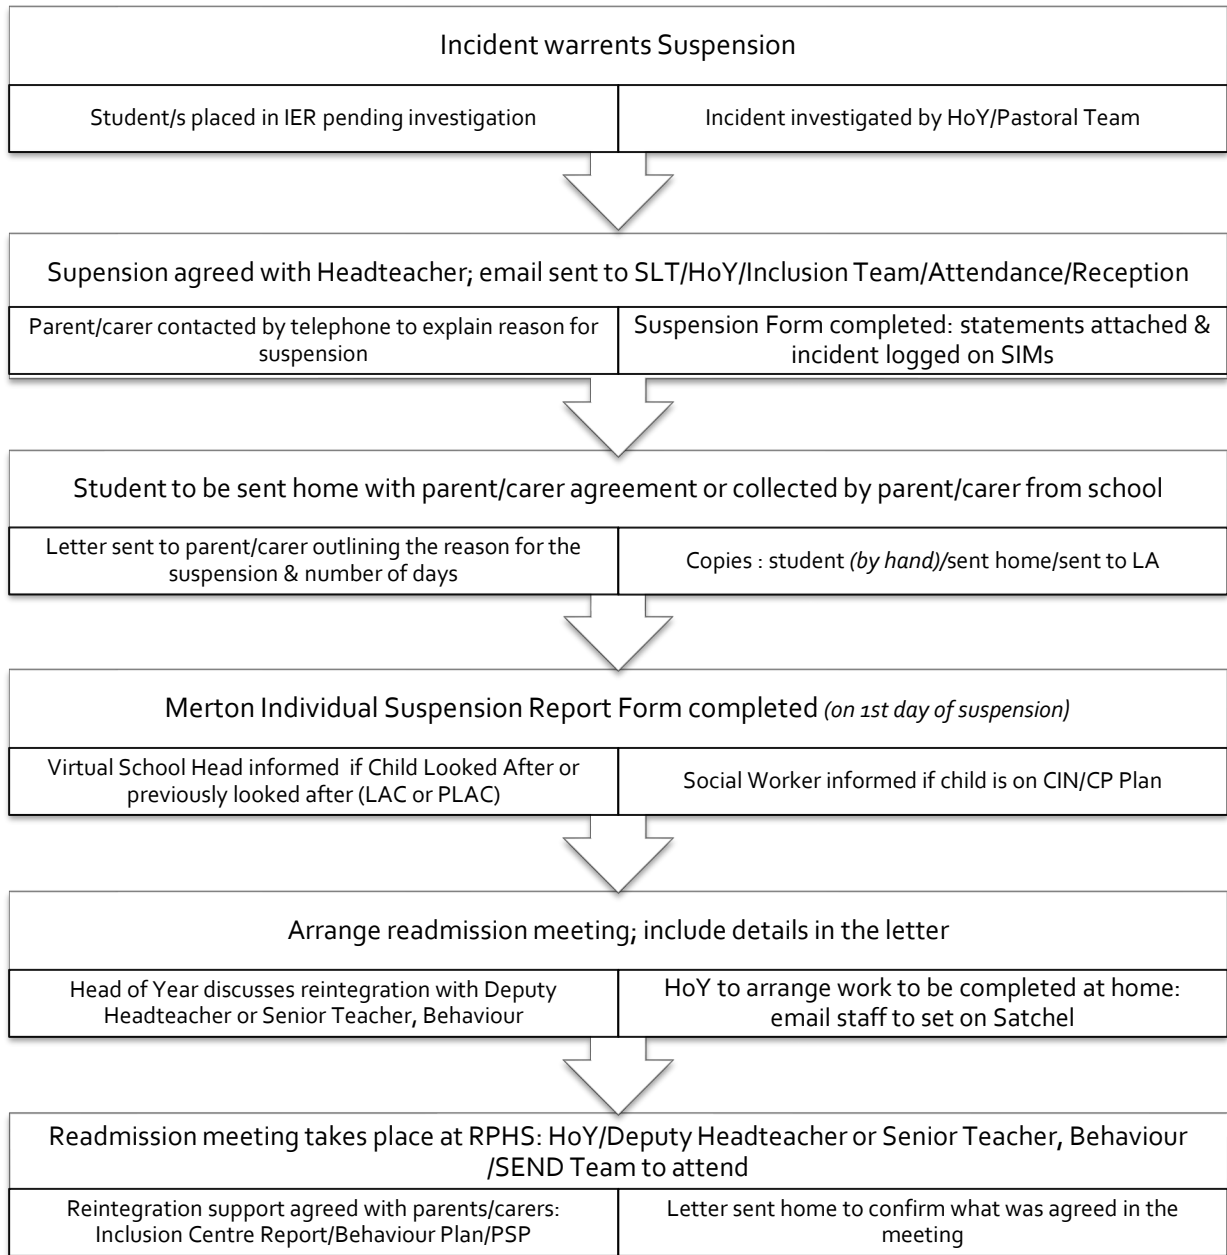 Incident warrents Suspension
Student/s placed in IER pending investigation
Incident investigated by HoY/Pastoral Team
Supension agreed with Headteacher; email sent to SLT/HoY/Inclusion Team/Attendance/Reception
Parent/carer contacted by telephone to explain reason for
suspension
Suspension Form completed: statements attached &
incident logged on SIMs
Student to be sent home with parent/carer agreement or collected by parent/carer from school
Letter sent to parent/carer outlining the reason for the
suspension & number of days
Copies : student (by hand)/sent home/sent to LA
Merton Individual Suspension Report Form completed (on 1st day of suspension)
Virtual School Head informed  if Child Looked After or
previously looked after (LAC or PLAC)
Social Worker informed if child is on CIN/CP Plan
Arrange readmission meeting; include details in the letter
Head of Year discusses reintegration with Deputy
Headteacher or Senior Teacher, Behaviour
HoY to arrange work to be completed at home:
email staff to set on Satchel
Readmission meeting takes place at RPHS: HoY/Deputy Headteacher or Senior Teacher, Behaviour
/SEND Team to attend
Reintegration support agreed with parents/carers:
Inclusion Centre Report/Behaviour Plan/PSP
Letter sent home to confirm what was agreed in the
meeting